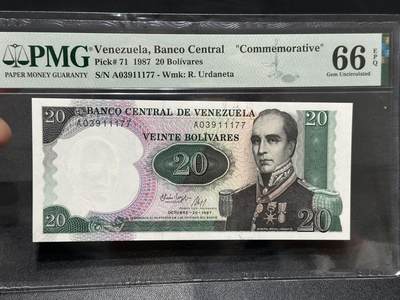 PMG
PAPER MONEY GUARANTY
Venezuela, Banco Central "Commemorative"
Pick# 71 1987 20 Bolívares
S/N A03911177 - Wmk: R. Urdaneta
66 EPQ
Gem Uncirculated
20 BANCO CENTRAL DE VENEZUELA 20
A03911177 A03911177
VEINTE BOLIVARES
20
OCTUBRE-20-1987
20 20